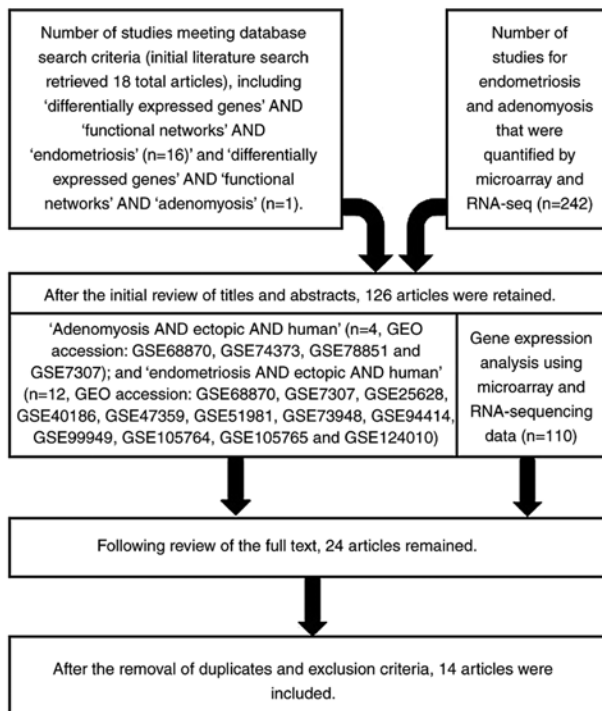 Number of studies meeting database
search criteria (initial literature search
retrieved 18 total articles), including
‘differentially expressed genes’ AND
‘functional networks’ AND
‘endometriosis’ (n=16)’ and ‘differentially
expressed genes’ AND ‘functional
networks’ AND ‘adenomyosis’ (n=1).
Number of
studies for
endometriosis
and adenomyosis
that were
quantified by
microarray and
RNA-seq (n=242)
After the initial review of titles and abstracts, 126 articles were retained.
‘Adenomyosis AND ectopic AND human’ (n=4, GEO
accession: GSE68870, GSE74373, GSE78851 and
GSE7307); and ‘endometriosis AND ectopic AND human’
(n=12, GEO accession: GSE68870, GSE7307, GSE25628,
GSE40186, GSE47359, GSE51981, GSE73948, GSE94414,
GSE99949, GSE105764, GSE105765 and GSE124010)
Gene expression
analysis using
microarray and
RNA-sequencing
data (n=110)
Following review of the full text, 24 articles remained.
After the removal of duplicates and exclusion criteria, 14 articles were
included.